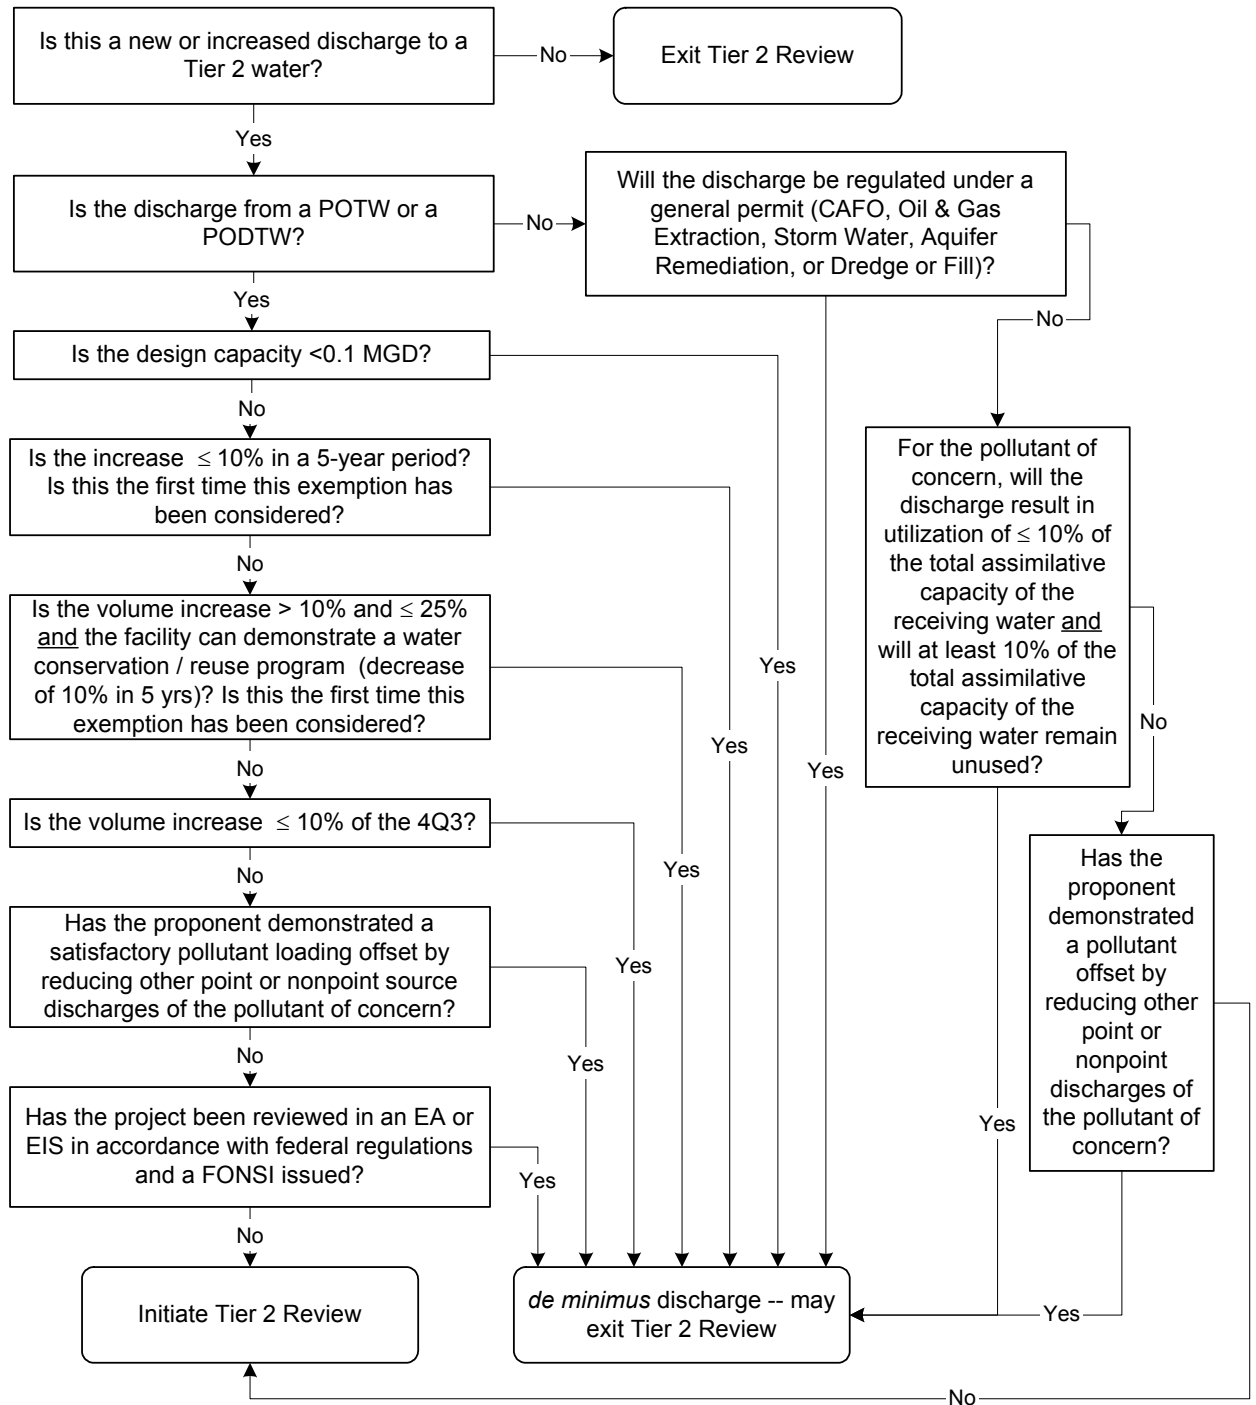 Is this a new or increased discharge to a
Tier 2 water?
No
Exit Tier 2 Review
Yes
Is the discharge from a POTW or a
PODTW?
No
Will the discharge be regulated under a
general permit (CAFO, Oil & Gas
Extraction, Storm Water, Aquifer
Remediation, or Dredge or Fill)?
Yes
No
Is the design capacity <0.1 MGD?
No
Is the increase ≤ 10% in a 5-year period?
Is this the first time this exemption has
been considered?
No
For the pollutant of
concern, will the
discharge result in
utilization of ≤ 10% of
the total assimilative
capacity of the
receiving water and
will at least 10% of the
total assimilative
capacity of the
receiving water remain
unused?
Is the volume increase > 10% and ≤ 25%
and the facility can demonstrate a water
conservation / reuse program (decrease
of 10% in 5 yrs)? Is this the first time this
exemption has been considered?
Yes
No
Yes
Yes
No
Is the volume increase ≤ 10% of the 4Q3?
Yes
No
Has the proponent demonstrated a
satisfactory pollutant loading offset by
reducing other point or nonpoint source
discharges of the pollutant of concern?
Yes
Has the
proponent
demonstrated
a pollutant
offset by
reducing other
point or
nonpoint
discharges of
the pollutant of
concern?
No
Yes
Has the project been reviewed in an EA or
EIS in accordance with federal regulations
and a FONSI issued?
Yes
Yes
No
Initiate Tier 2 Review
de minimus discharge -- may
exit Tier 2 Review
Yes
No